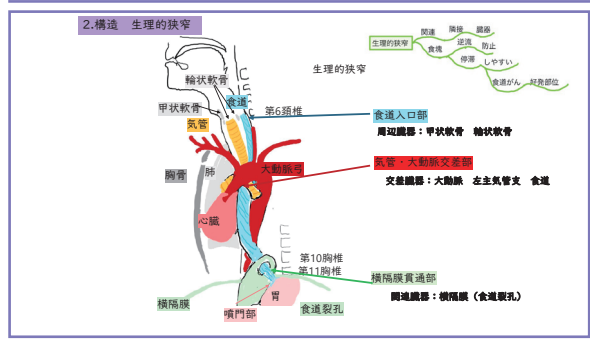 2.構造　生理的狭窄
生理的狭窄
関連　隣接　臓器
食塊　逆流　防止
停滞　しやすい
食道がん　好発部位
生理的狭窄
輪状軟骨
甲状軟骨
食道
気管
第6頚椎
食道入口部
周辺臓器：甲状軟骨　輪状軟骨
胸骨
肺
大動脈弓
気管・大動脈交差部
交差臓器：大動脈　左主気管支　食道
心臓
第10胸椎
第11胸椎
横隔膜貫通部
関連臓器：横隔膜（食道裂孔）
横隔膜
胃
噴門部
食道裂孔